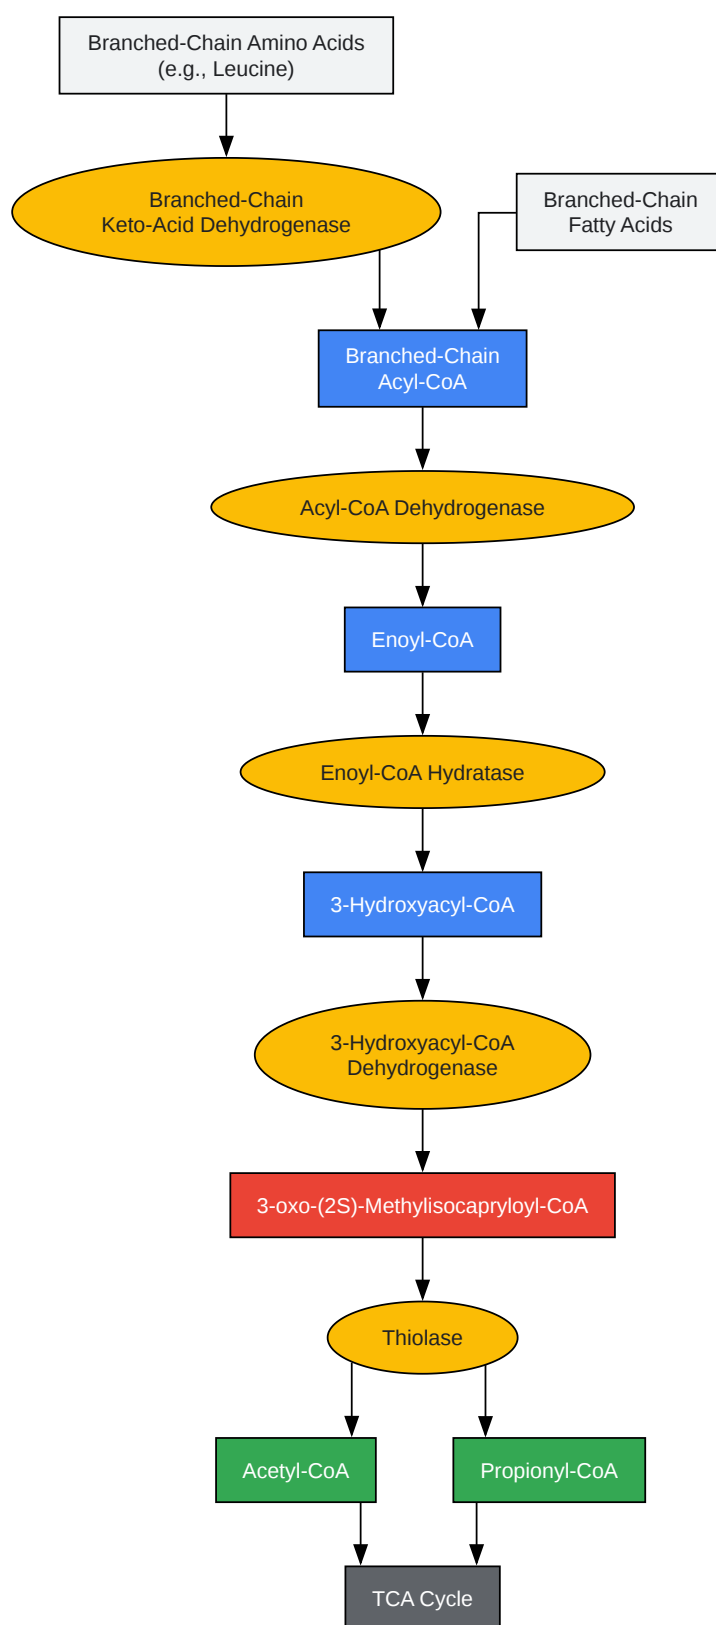 Branched-Chain Amino Acids
(e.g., Leucine)
Branched-Chain
Keto-Acid Dehydrogenase
Branched-Chain
Fatty Acids
Branched-Chain
Acyl-CoA
Acyl-CoA Dehydrogenase
Enoyl-CoA
Enoyl-CoA Hydratase
3-Hydroxyacyl-CoA
3-Hydroxyacyl-CoA
Dehydrogenase
3-oxo-(2S)-Methylisocapryloyl-CoA
Thiolase
Acetyl-CoA
Propionyl-CoA
TCA Cycle